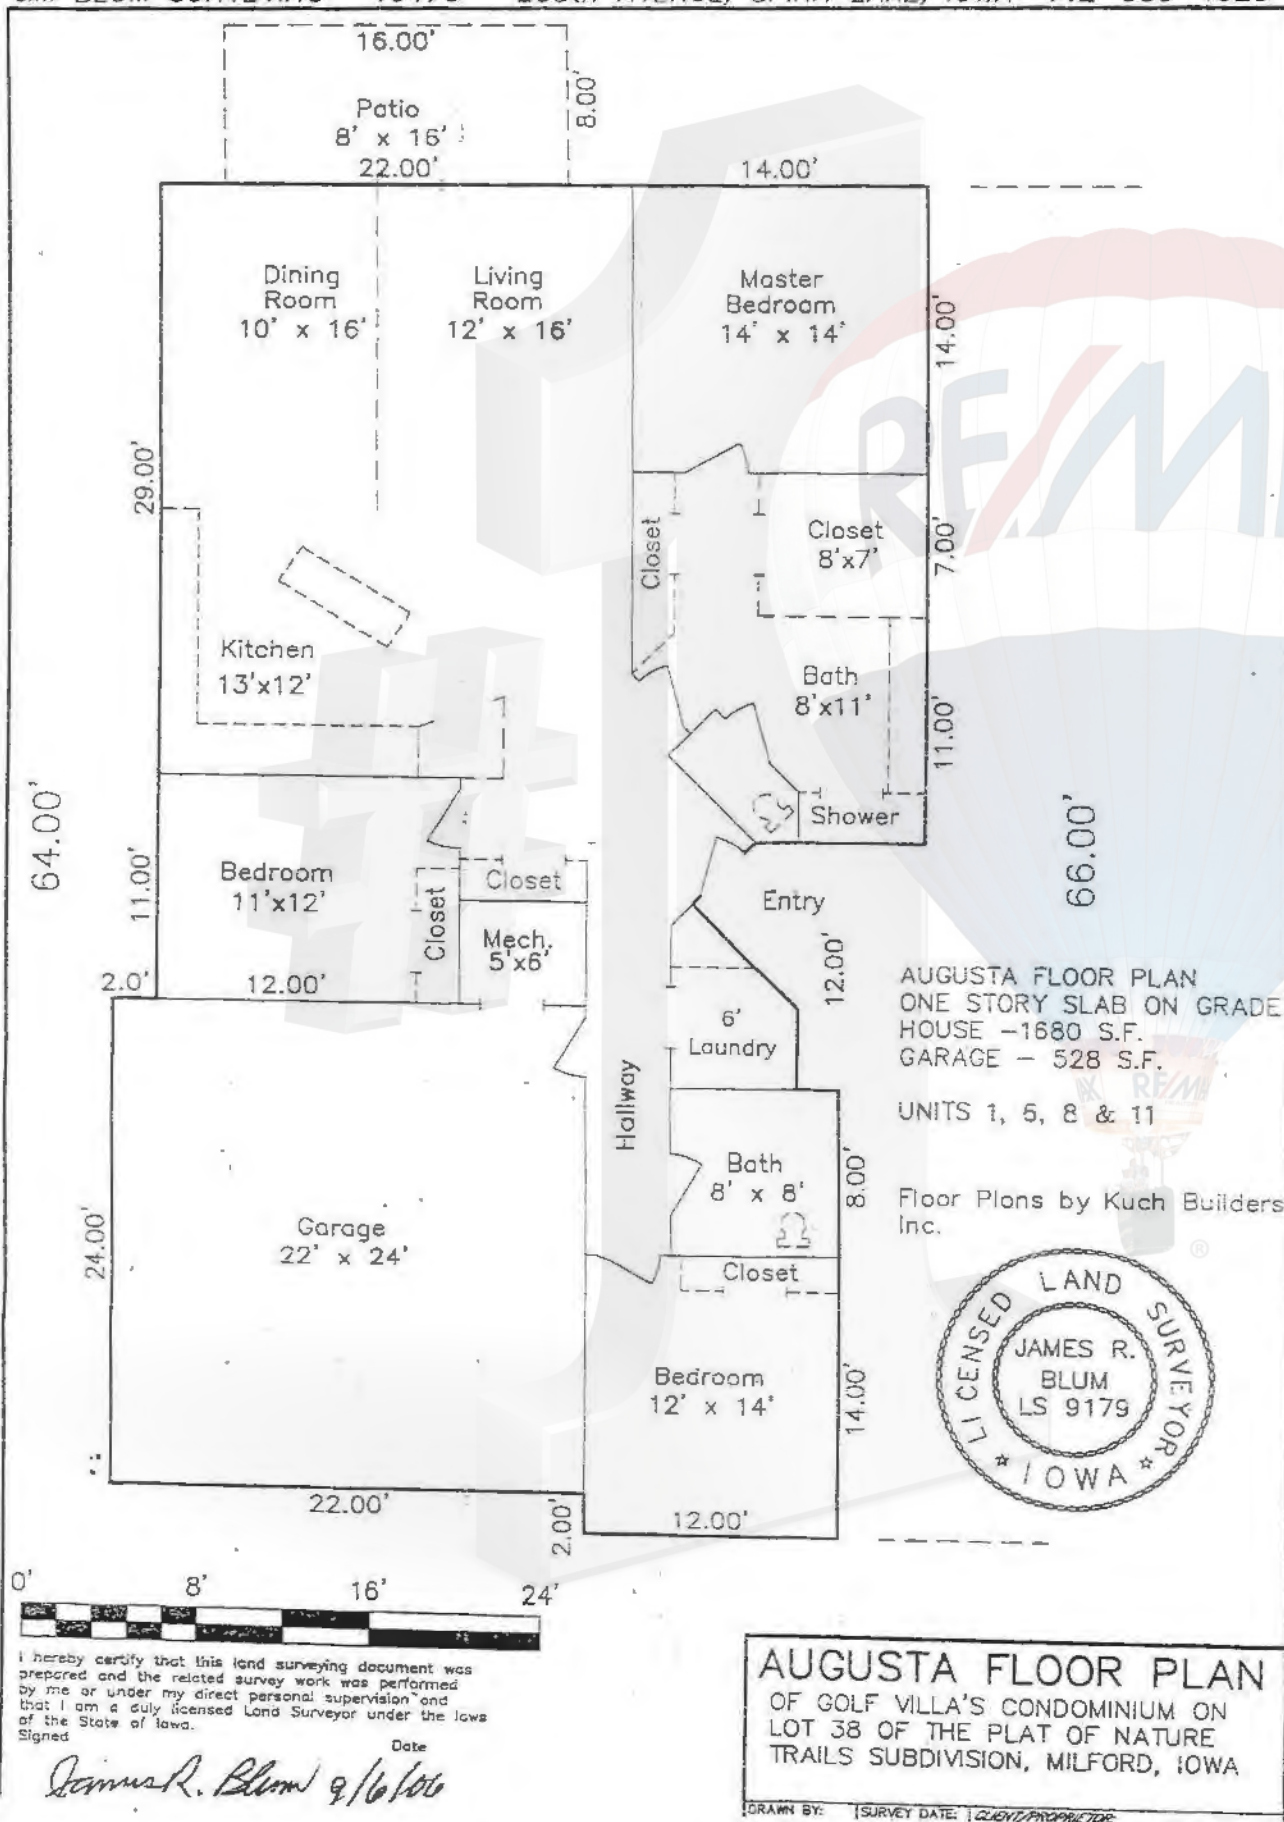 16.00'
8.00'
Patio
8' x 16'
22.00'
14.00'
Dining
Room
10' x 16'
Living
Room
12' x 16'
Master
Bedroom
14' x 14'
14.00'
29.00'
RE/M
Closet
Closet
8'x7'
7.00'
Kitchen
13'x12'
Bath
8'x11'
11.00'
64.00'
66.00'
Shower
Bedroom
11'x12'
11.00'
Closet
Closet
Entry
Mech.
5'x6'
12.00'
2.0'
12.00'
AUGUSTA FLOOR PLAN
ONE STORY SLAB ON GRADE
HOUSE -1680 S.F.
GARAGE - 528 S.F.
6'
Laundry
Hallway
UNITS 1, 5, 8 & 11
Bath
8' x 8'
8.00'
Floor Plans by Kuch Builders
Inc.
Garage
22' x 24'
24.00'
Closet
LICENSED LAND SURVEYOR
JAMES R.
BLUM
LS 9179
IOWA
Bedroom
12' x 14'
14.00'
22.00'
2.00'
12.00'
0' 8' 16' 24'
I hereby certify that this land surveying document was
prepared and the related survey work was performed
by me or under my direct personal supervision and
that I am a duly licensed Land Surveyor under the laws
of the State of Iowa.
Signed Date
James R. Blum 9/6/06
AUGUSTA FLOOR PLAN
OF GOLF VILLA'S CONDOMINIUM ON
LOT 38 OF THE PLAT OF NATURE
TRAILS SUBDIVISION, MILFORD, IOWA
DRAWN BY: SURVEY DATE: CLIENT/PROPRIETOR